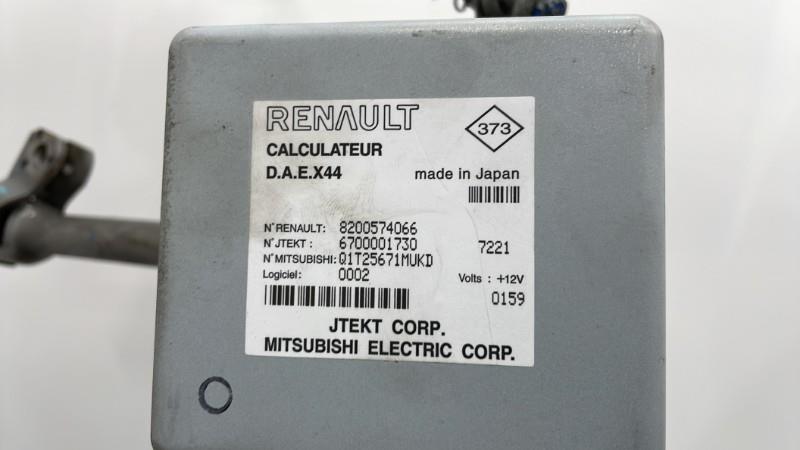 RENAULT
373
CALCULATEUR
D.A.E.X44 made in Japan
N°RENAULT: 8200574066
N°JTEKT : 6700001730 7221
N°MITSUBISHI: Q1T25671MUKD
Logiciel: 0002 Volts : +12V
0159
JTEKT CORP.
MITSUBISHI ELECTRIC CORP.